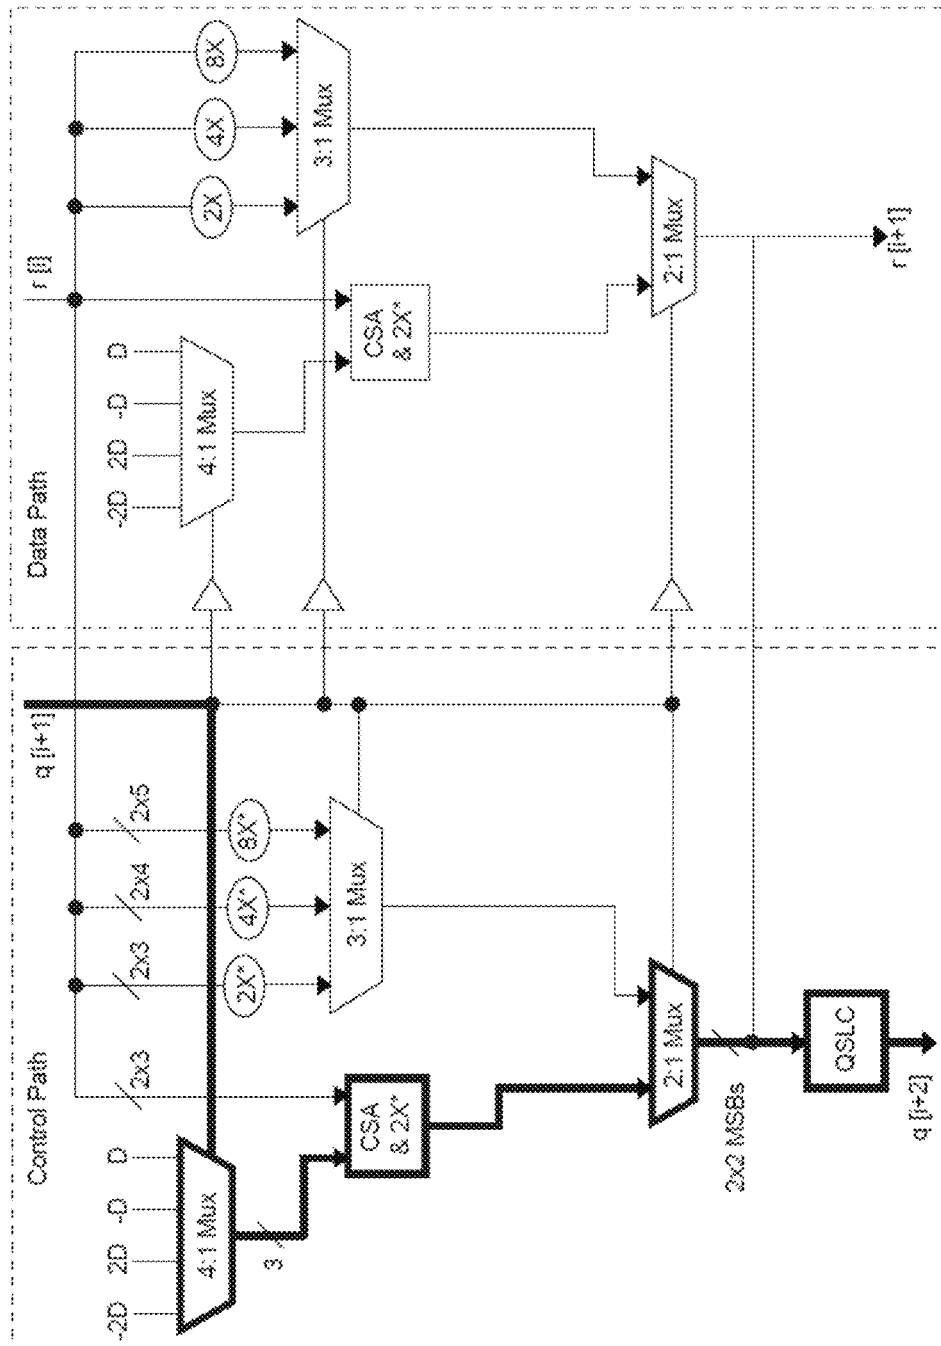 Control Path
q [i+1]
Data Path
r [i]
-2D
2D
-D
D
2x3
2x3
2x4
2x5
-2D
2D
-D
D
4:1 Mux
2X*
4X*
8X*
4:1 Mux
2X
4X
8X
3
3:1 Mux
3:1 Mux
CSA
& 2X*
CSA
& 2X*
2:1 Mux
2:1 Mux
2x2 MSBs
QSLC
q [i+2]
r [i+1]